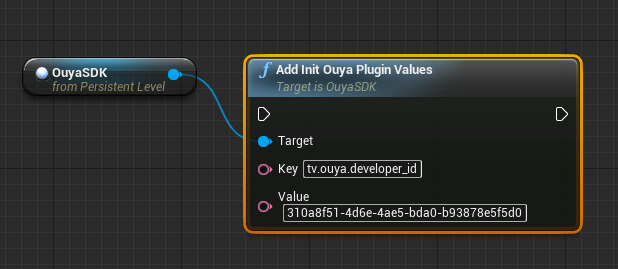 OuyaSDK
from Persistent Level
f Add Init Ouya Plugin Values
Target is OuyaSDK
Target
Key tv.ouya.developer_id
Value
310a8f51-4d6e-4ae5-bda0-b93878e5f5d0